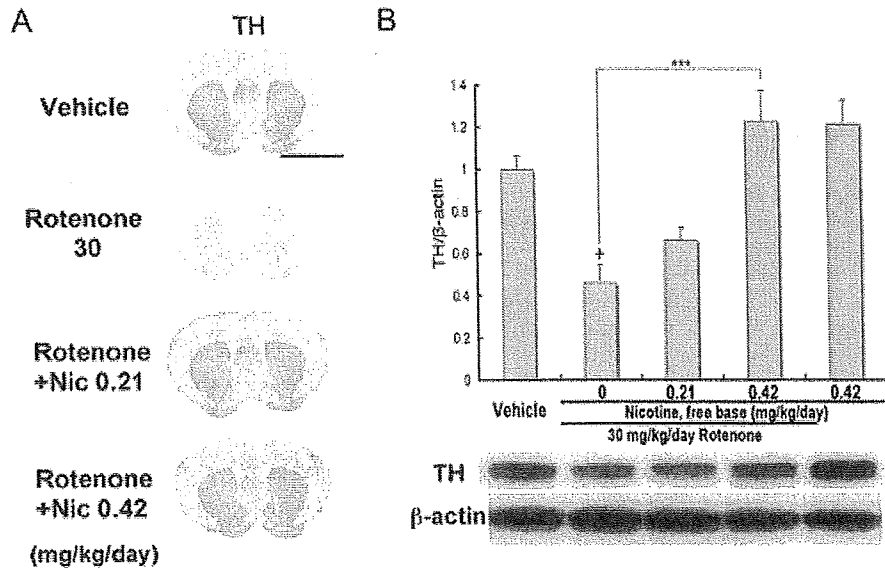 A
TH
Vehicle
Rotenone
30
Rotenone
+Nic 0.21
Rotenone
+Nic 0.42
(mg/kg/day)
B
***
1.4
1.2
1
0.8
0.6
0.4
0.2
0
TH/β-actin
+
0 0.21 0.42 0.42
Vehicle Nicotine, free base (mg/kg/day)
30 mg/kg/day Rotenone
TH
β-actin